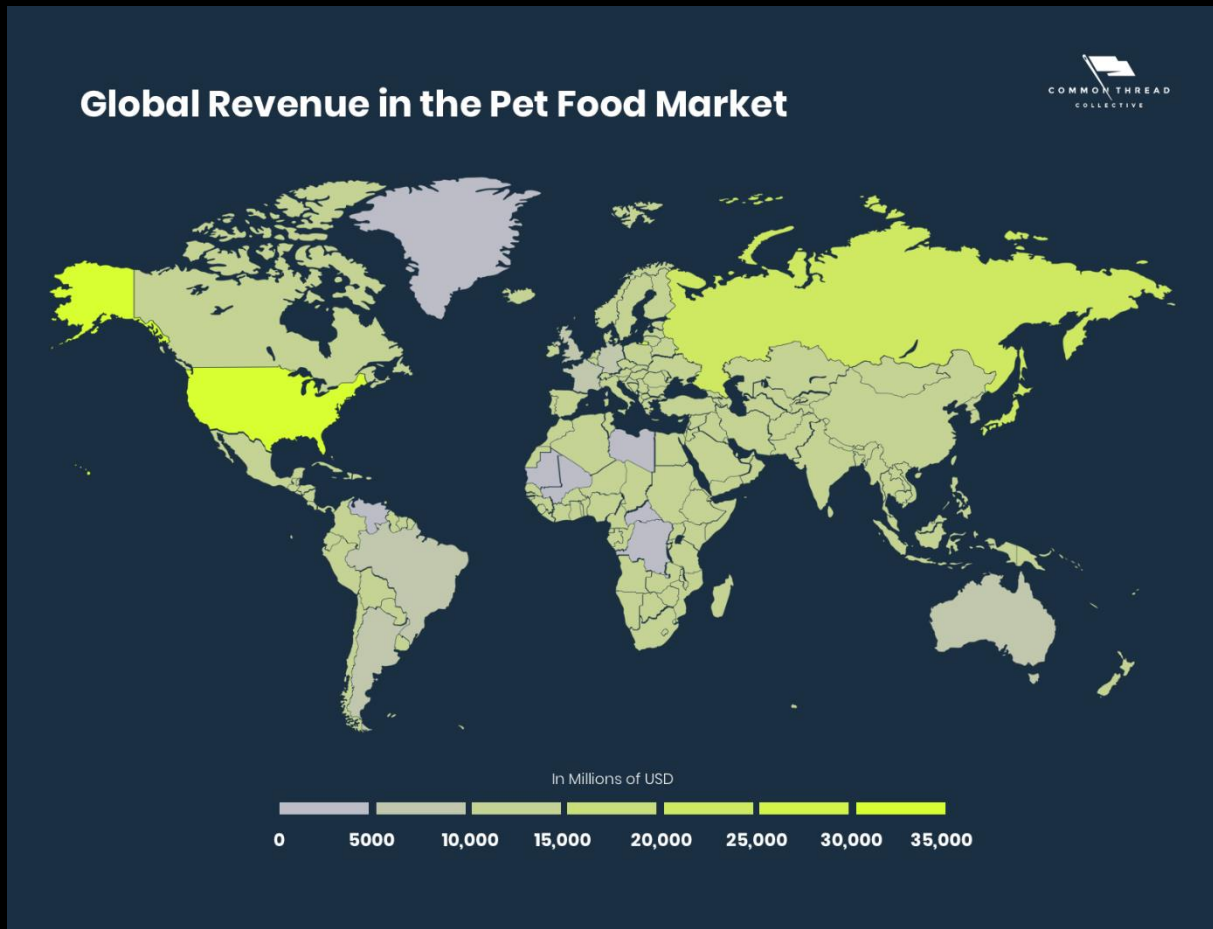 COMMON THREAD
COLLECTIVE
Global Revenue in the Pet Food Market
In Millions of USD
0 5000 10,000 15,000 20,000 25,000 30,000 35,000